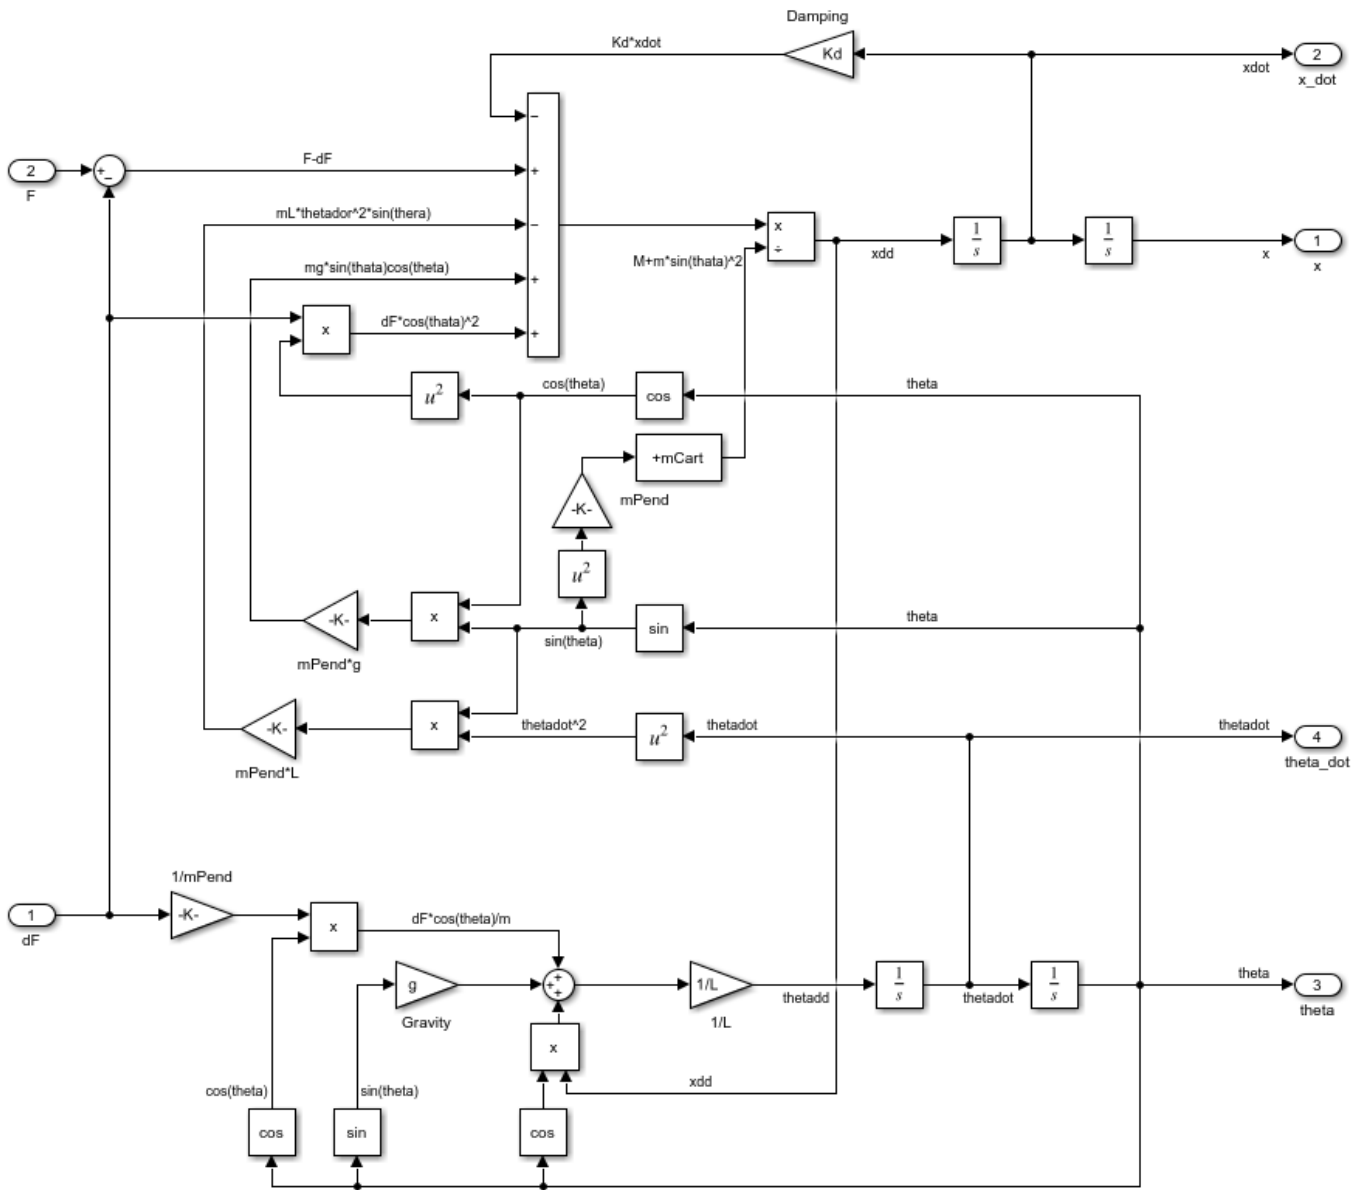 Damping
Kd*xdot
Kd
2
xdot
x_dot
−
2
F
+
−
F-dF
+
mL*thetador^2*sin(thera)
−
x
÷
M+m*sin(thata)^2
xdd
1
s
1
s
x
1
x
mg*sin(thata)cos(theta)
+
x
dF*cos(thata)^2
+
u²
cos(theta)
cos
theta
+mCart
mPend
-K-
u²
-K-
mPend*g
x
sin(theta)
sin
theta
-K-
mPend*L
x
thetadot^2
u²
thetadot
thetadot
4
theta_dot
1/mPend
1
dF
-K-
x
dF*cos(theta)/m
g
Gravity
+
+
+
1/L
1/L
thetadd
1
s
thetadot
1
s
theta
3
theta
x
xdd
cos(theta)
sin(theta)
cos
sin
cos